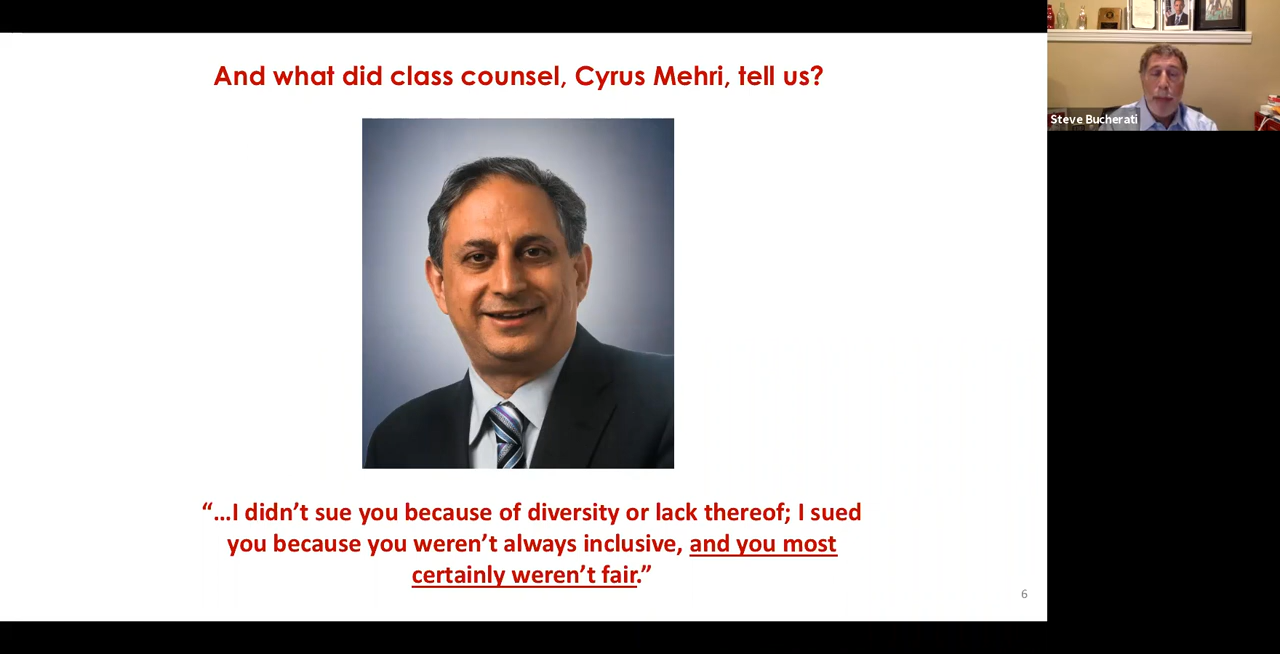 And what did class counsel, Cyrus Mehri, tell us?
“…I didn’t sue you because of diversity or lack thereof; I sued
you because you weren’t always inclusive, and you most
certainly weren’t fair.”
6
Steve Bucherati